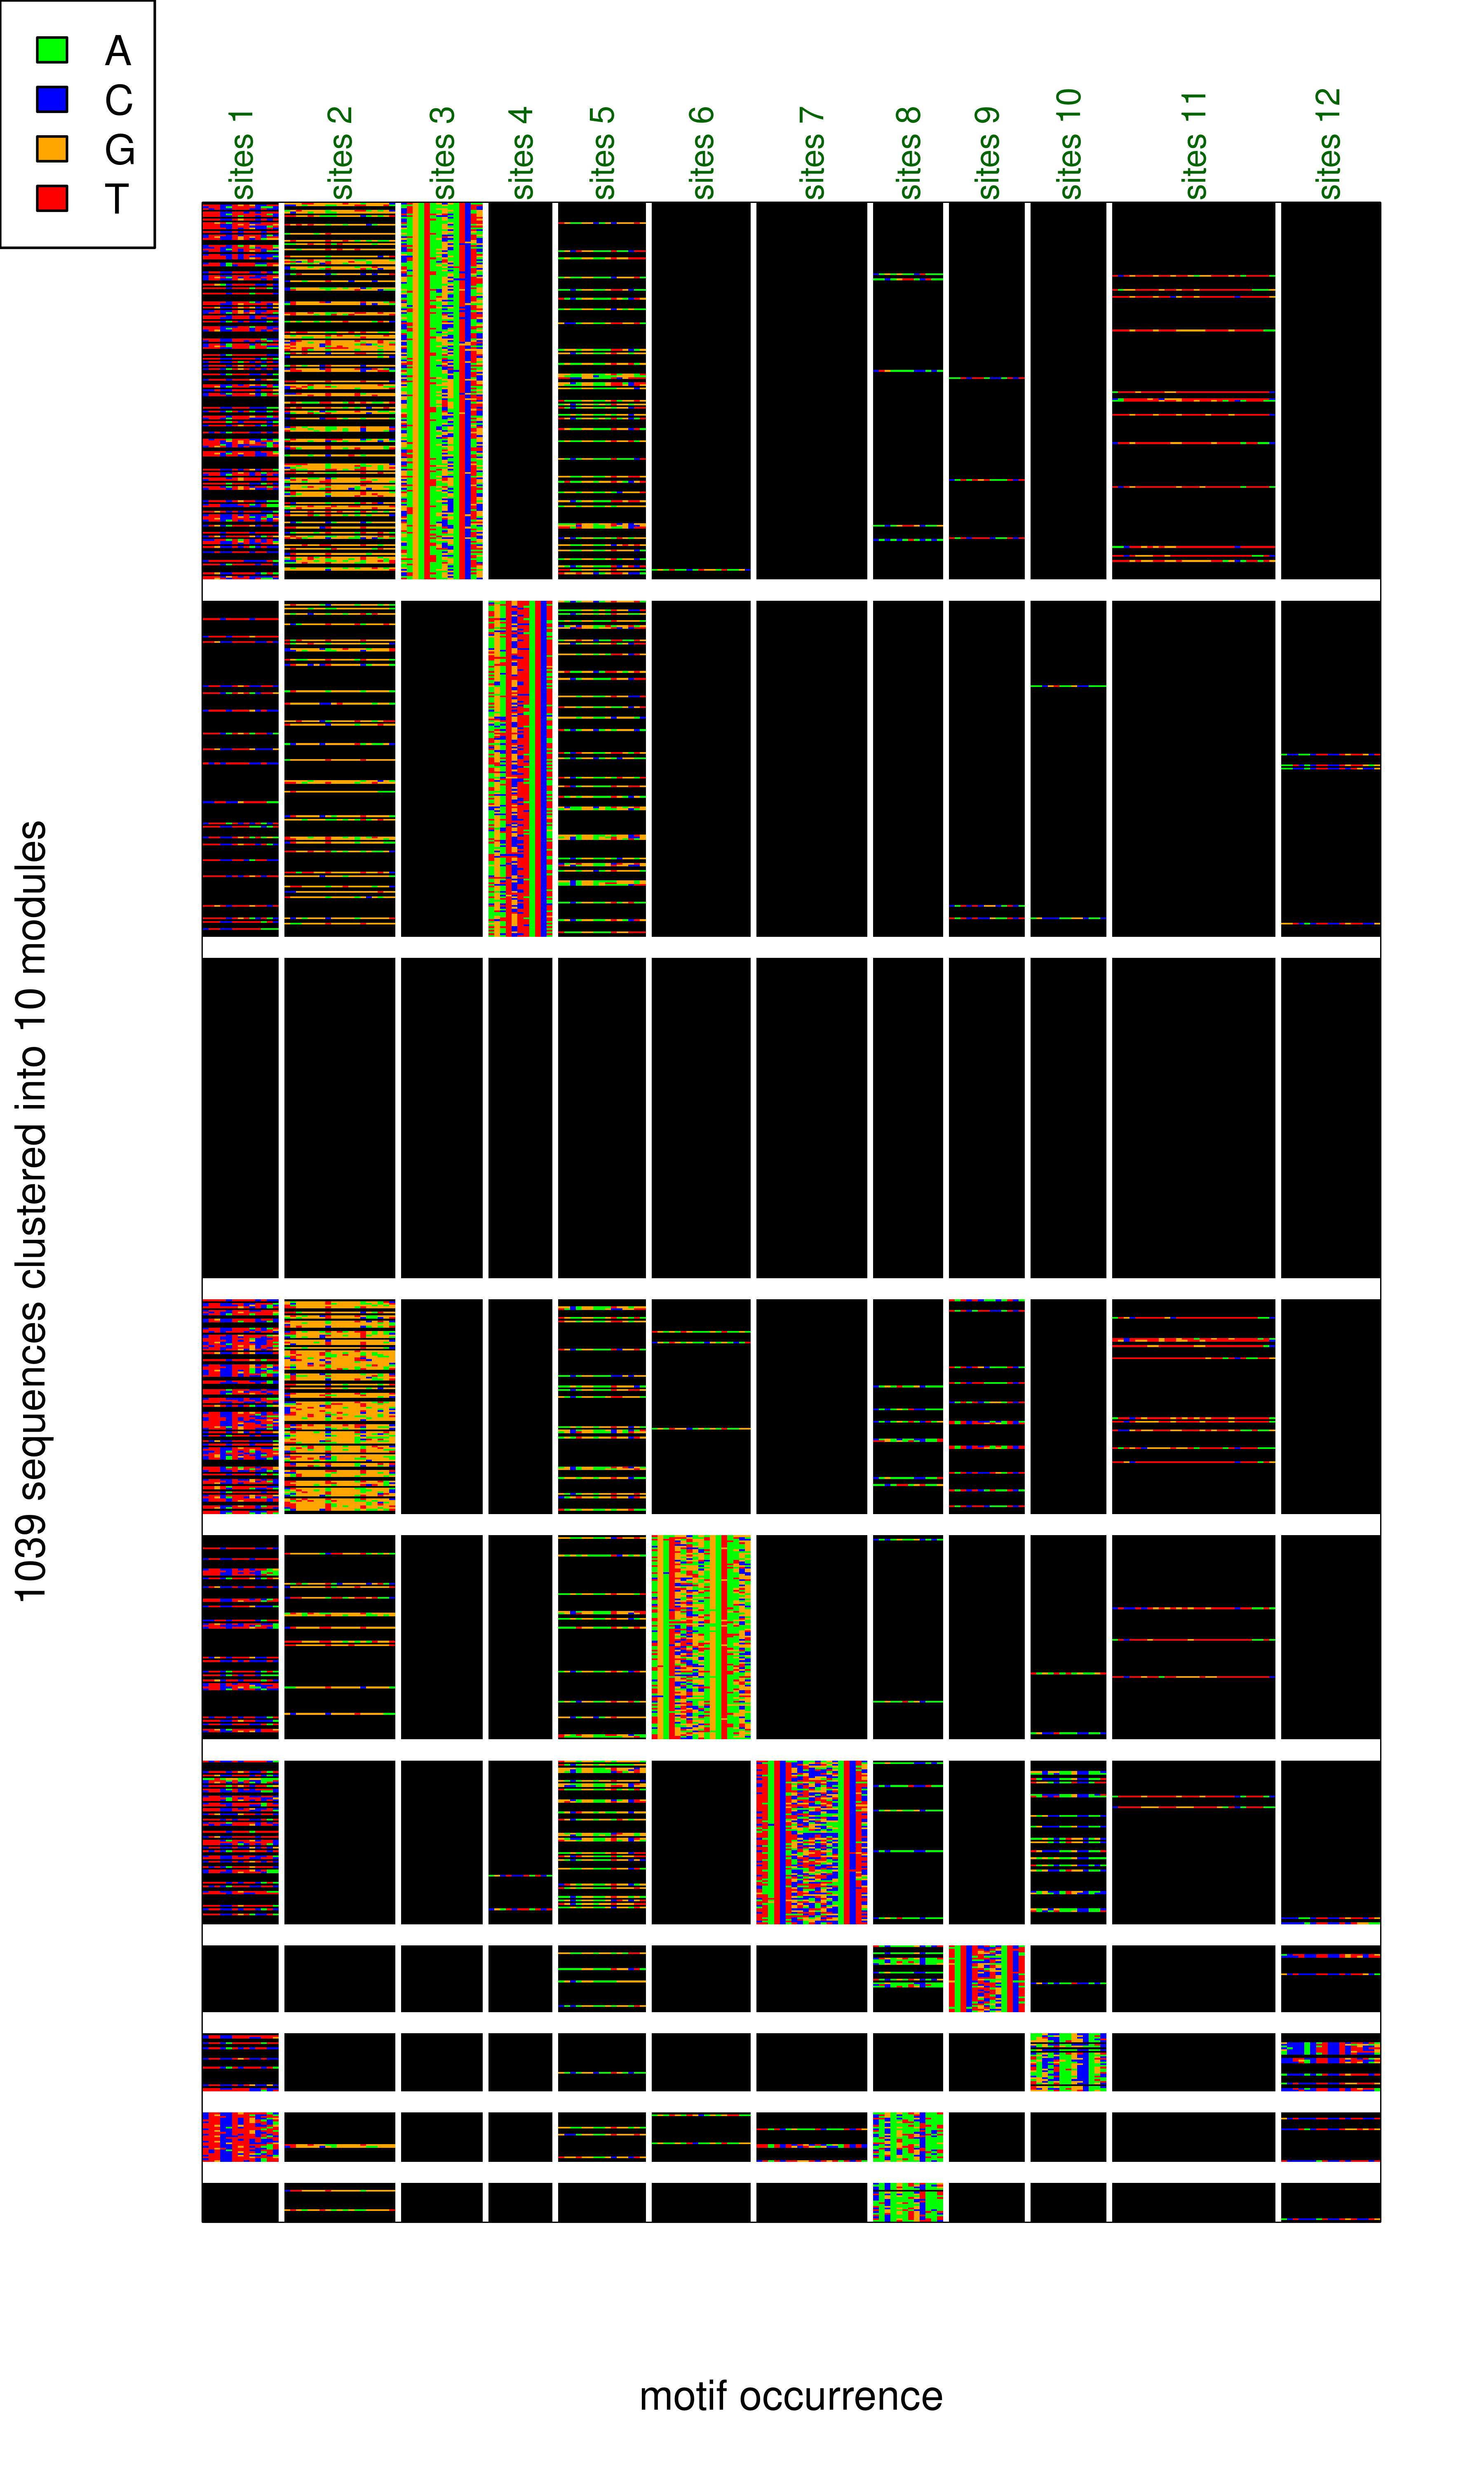 A
C
G
T
sites 1
sites 2
sites 3
sites 4
sites 5
sites 6
sites 7
sites 8
sites 9
sites 10
sites 11
sites 12
1039 sequences clustered into 10 modules
motif occurrence